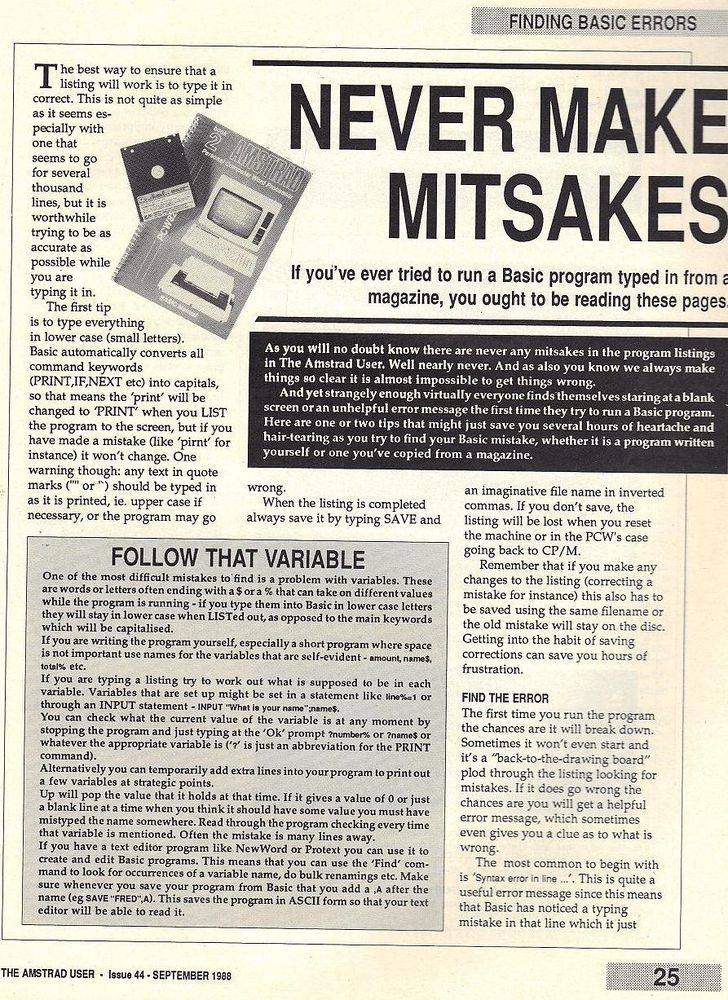 FINDING BASIC ERRORS
NEVER MAKE
MITSAKES
If you've ever tried to run a Basic program typed in from a
magazine, you ought to be reading these pages.
The best way to ensure that a
listing will work is to type it in
correct. This is not quite as simple
as it seems es-
pecially with
one that
seems to go
for several
thousand
lines, but it is
worthwhile
trying to be as
accurate as
possible while
you are
typing it in.
The first tip
is to type everything
in lower case (small letters).
Basic automatically converts all
command keywords
(PRINT,IF,NEXT etc) into capitals,
so that means the 'print' will be
changed to 'PRINT' when you LIST
the program to the screen, but if you
have made a mistake (like 'pirnt' for
instance) it won't change. One
warning though: any text in quote
marks ("" or `') should be typed in
as it is printed, ie. upper case if
necessary, or the program may go
BOOK
2 AMSTRAD
Personal Computer Word Processor
BASIC Manual
As you will no doubt know there are never any mitsakes in the program listings
in The Amstrad User. Well nearly never. And as also you know we always make
things so clear it is almost impossible to get things wrong.
And yet strangely enough virtually everyone finds themselves staring at a blank
screen or an unhelpful error message the first time they try to run a Basic program.
Here are one or two tips that might just save you several hours of heartache and
hair-tearing as you try to find your Basic mistake, whether it is a program written
yourself or one you've copied from a magazine.
wrong.
When the listing is completed
always save it by typing SAVE and
an imaginative file name in inverted
commas. If you don't save, the
listing will be lost when you reset
the machine or in the PCW's case
going back to CP/M.
Remember that if you make any
changes to the listing (correcting a
mistake for instance) this also has to
be saved using the same filename or
the old mistake will stay on the disc.
Getting into the habit of saving
corrections can save you hours of
frustration.
FIND THE ERROR
The first time you run the program
the chances are it will break down.
Sometimes it won't even start and
it's a "back-to-the-drawing board"
plod through the listing looking for
mistakes. If it does go wrong the
chances are you will get a helpful
error message, which sometimes
even gives you a clue as to what is
wrong.
The most common to begin with
is 'Syntax error in line ...'. This is quite a
useful error message since this means
that Basic has noticed a typing
mistake in that line which it just
FOLLOW THAT VARIABLE
One of the most difficult mistakes to find is a problem with variables. These
are words or letters often ending with a $ or a % that can take on different values
while the program is running - if you type them into Basic in lower case letters
they will stay in lower case when LISTed out, as opposed to the main keywords
which will be capitalised.
If you are writing the program yourself, especially a short program where space
is not important use names for the variables that are self-evident - amount, name$,
total% etc.
If you are typing a listing try to work out what is supposed to be in each
variable. Variables that are set up might be set in a statement like line%=1 or
through an INPUT statement - INPUT "What is your name";name$.
You can check what the current value of the variable is at any moment by
stopping the program and just typing at the 'Ok' prompt ?number% or ?name$ or
whatever the appropriate variable is ('?' is just an abbreviation for the PRINT
command).
Alternatively you can temporarily add extra lines into your program to print out
a few variables at strategic points.
Up will pop the value that it holds at that time. If it gives a value of 0 or just
a blank line at a time when you think it should have some value you must have
mistyped the name somewhere. Read through the program checking every time
that variable is mentioned. Often the mistake is many lines away.
If you have a text editor program like NewWord or Protext you can use it to
create and edit Basic programs. This means that you can use the 'Find' com-
mand to look for occurrences of a variable name, do bulk renamings etc. Make
sure whenever you save your program from Basic that you add a ,A after the
name (eg SAVE "FRED",A). This saves the program in ASCII form so that your text
editor will be able to read it.
THE AMSTRAD USER - Issue 44 - SEPTEMBER 1988
25